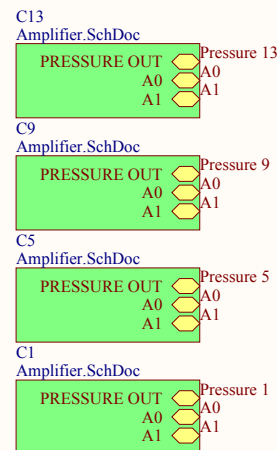 C13
Amplifier.SchDoc
PRESSURE OUT Pressure 13
A0 A0
A1 A1
C9
Amplifier.SchDoc
PRESSURE OUT Pressure 9
A0 A0
A1 A1
C5
Amplifier.SchDoc
PRESSURE OUT Pressure 5
A0 A0
A1 A1
C1
Amplifier.SchDoc
PRESSURE OUT Pressure 1
A0 A0
A1 A1